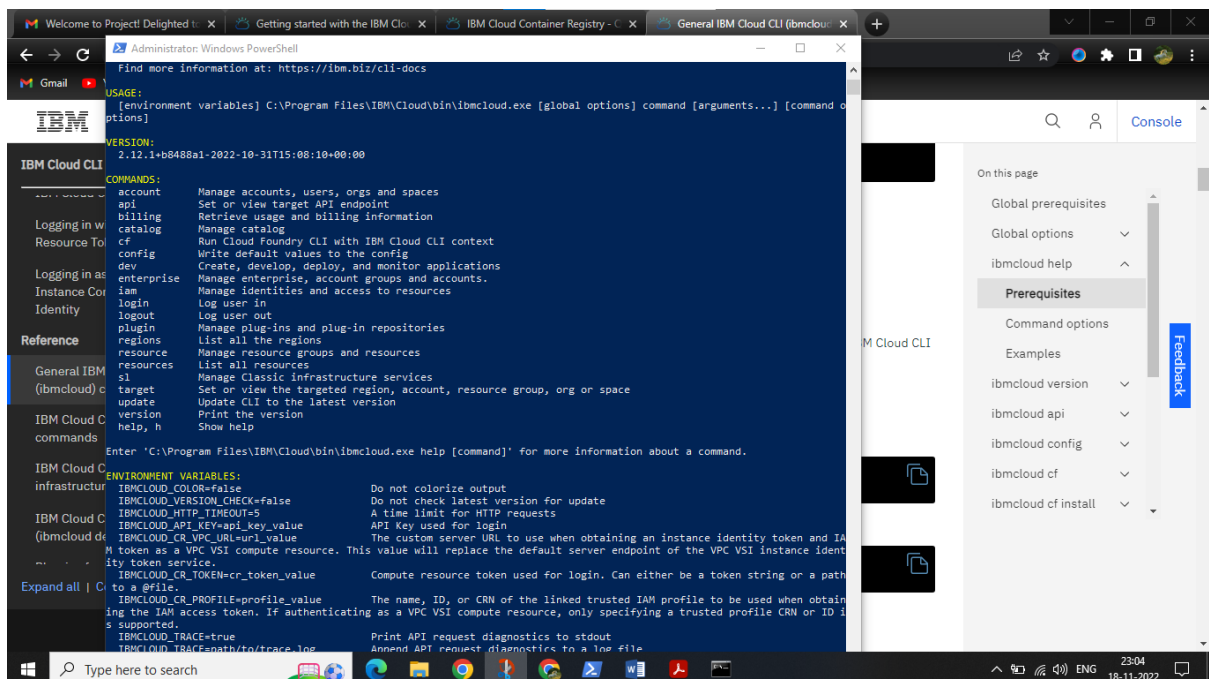 Welcome to Project! Delighted t
Getting started with the IBM Clo
IBM Cloud Container Registry - C
General IBM Cloud CLI (ibmcloud
Gmail
Administrator: Windows PowerShell
Find more information at: https://ibm.biz/cli-docs
USAGE:
[environment variables] C:\Program Files\IBM\Cloud\bin\ibmcloud.exe [global options] command [arguments...] [command o
ptions]
VERSION:
2.12.1+b8488a1-2022-10-31T15:08:10+00:00
COMMANDS:
account Manage accounts, users, orgs and spaces
api Set or view target API endpoint
billing Retrieve usage and billing information
catalog Manage catalog
cf Run Cloud Foundry CLI with IBM Cloud CLI context
config Write default values to the config
dev Create, develop, deploy, and monitor applications
enterprise Manage enterprise, account groups and accounts.
iam Manage identities and access to resources
login Log user in
logout Log user out
plugin Manage plug-ins and plug-in repositories
regions List all the regions
resource Manage resource groups and resources
resources List all resources
sl Manage Classic infrastructure services
target Set or view the targeted region, account, resource group, org or space
update Update CLI to the latest version
version Print the version
help, h Show help
Enter 'C:\Program Files\IBM\Cloud\bin\ibmcloud.exe help [command]' for more information about a command.
ENVIRONMENT VARIABLES:
IBMCLOUD_COLOR=false Do not colorize output
IBMCLOUD_VERSION_CHECK=false Do not check latest version for update
IBMCLOUD_HTTP_TIMEOUT=5 A time limit for HTTP requests
IBMCLOUD_API_KEY=api_key_value API Key used for login
IBMCLOUD_CR_VPC_URL=url_value The custom server URL to use when obtaining an instance identity token and IA
M token as a VPC VSI compute resource. This value will replace the default server endpoint of the VPC VSI instance ident
ity token service.
IBMCLOUD_CR_TOKEN=cr_token_value Compute resource token used for login. Can either be a token string or a path
to a @file.
IBMCLOUD_CR_PROFILE=profile_value The name, ID, or CRN of the linked trusted IAM profile to be used when obtain
ing the IAM access token. If authenticating as a VPC VSI compute resource, only specifying a trusted profile CRN or ID i
s supported.
IBMCLOUD_TRACE=true Print API request diagnostics to stdout
IBMCLOUD_TRACE=path/to/trace.log Append API request diagnostics to a log file
IBM
IBM Cloud CLI
Logging in w
Resource To
Logging in as
Instance Co
Identity
Reference
General IBM
(ibmcloud) c
IBM Cloud C
commands
IBM Cloud C
infrastructur
IBM Cloud C
(ibmcloud de
Expand all | Co
M Cloud CLI
Console
On this page
Global prerequisites
Global options
ibmcloud help
Prerequisites
Command options
Examples
ibmcloud version
ibmcloud api
ibmcloud config
ibmcloud cf
ibmcloud cf install
Feedback
Type here to search
ENG
23:04
18-11-2022